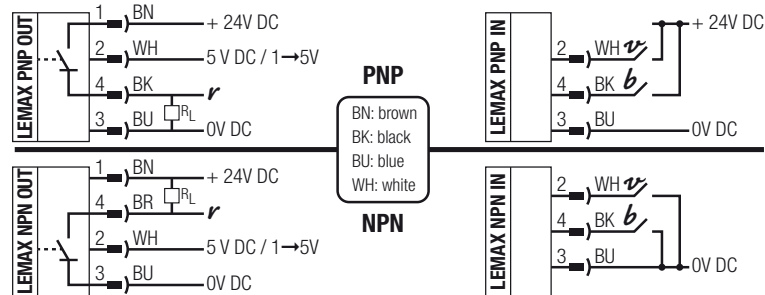 LEMAX PNP OUT
1 BN + 24V DC
2 WH 5 V DC / 1→5V
4 BK r
RL
3 BU 0V DC
PNP
BN: brown
BK: black
BU: blue
WH: white
NPN
LEMAX PNP IN
+ 24V DC
2 WH v
4 BK b
3 BU 0V DC
LEMAX NPN OUT
1 BN + 24V DC
RL
4 BR r
2 WH 5 V DC / 1→5V
3 BU 0V DC
LEMAX NPN IN
2 WH v
4 BK b
3 BU 0V DC